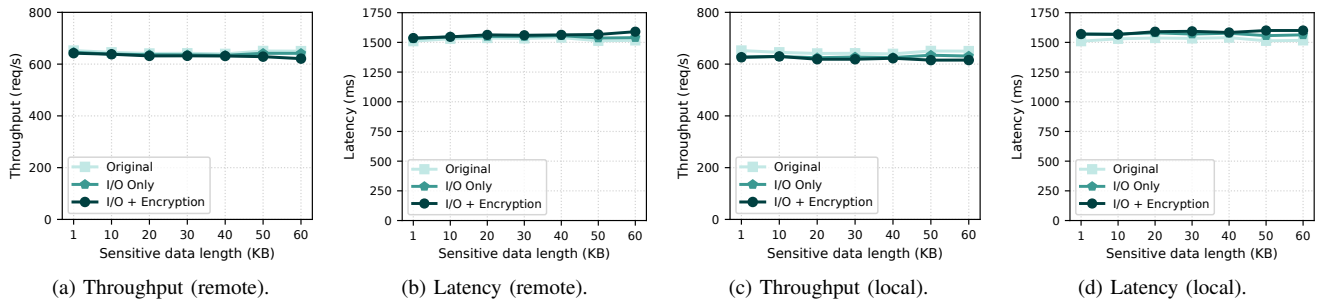 800
600
400
200
0
Throughput (req/s)
Original
I/O Only
I/O + Encryption
1 10 20 30 40 50 60
Sensitive data length (KB)
(a) Throughput (remote).
1750
1500
1250
1000
750
500
250
0
Latency (ms)
Original
I/O Only
I/O + Encryption
1 10 20 30 40 50 60
Sensitive data length (KB)
(b) Latency (remote).
800
600
400
200
0
Throughput (req/s)
Original
I/O Only
I/O + Encryption
1 10 20 30 40 50 60
Sensitive data length (KB)
(c) Throughput (local).
1750
1500
1250
1000
750
500
250
0
Latency (ms)
Original
I/O Only
I/O + Encryption
1 10 20 30 40 50 60
Sensitive data length (KB)
(d) Latency (local).